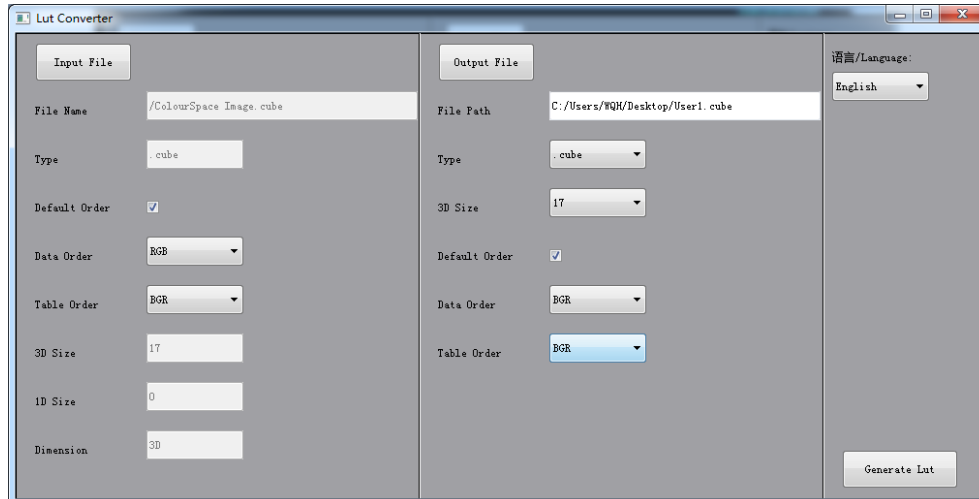 Lut Converter
Input File
File Name /ColourSpace Image.cube
Type .cube
Default Order
Data Order RGB
Table Order BGR
3D Size 17
1D Size 0
Dimension 3D
Output File
File Path C:/Users/WQH/Desktop/User1.cube
Type .cube
3D Size 17
Default Order
Data Order BGR
Table Order BGR
语言/Language:
English
Generate Lut